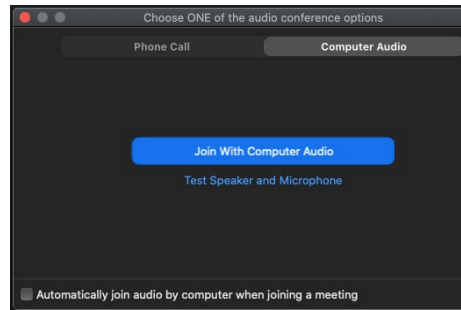 Choose ONE of the audio conference options
Phone Call Computer Audio
Join With Computer Audio
Test Speaker and Microphone
Automatically join audio by computer when joining a meeting